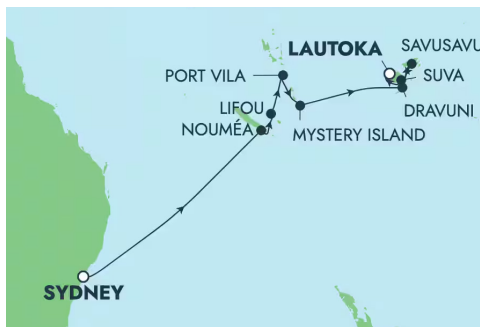 LAUTOKA
SAVUSAVU
PORT VILA
SUVA
LIFOU
DRAVUNI
NOUMÉA
MYSTERY ISLAND
SYDNEY